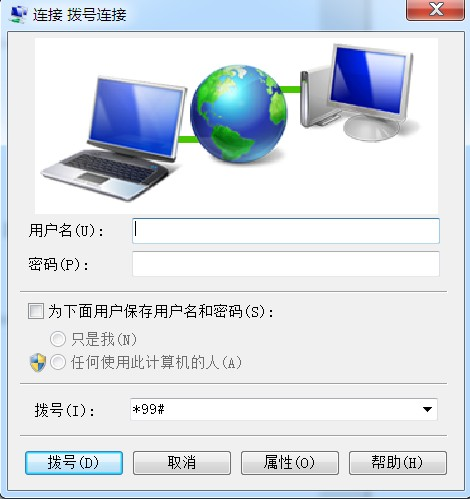 连接 拨号连接
用户名(U):
密码(P):
为下面用户保存用户名和密码(S):
只是我(N)
任何使用此计算机的人(A)
拨号(I): *99#
拨号(D) 取消 属性(O) 帮助(H)